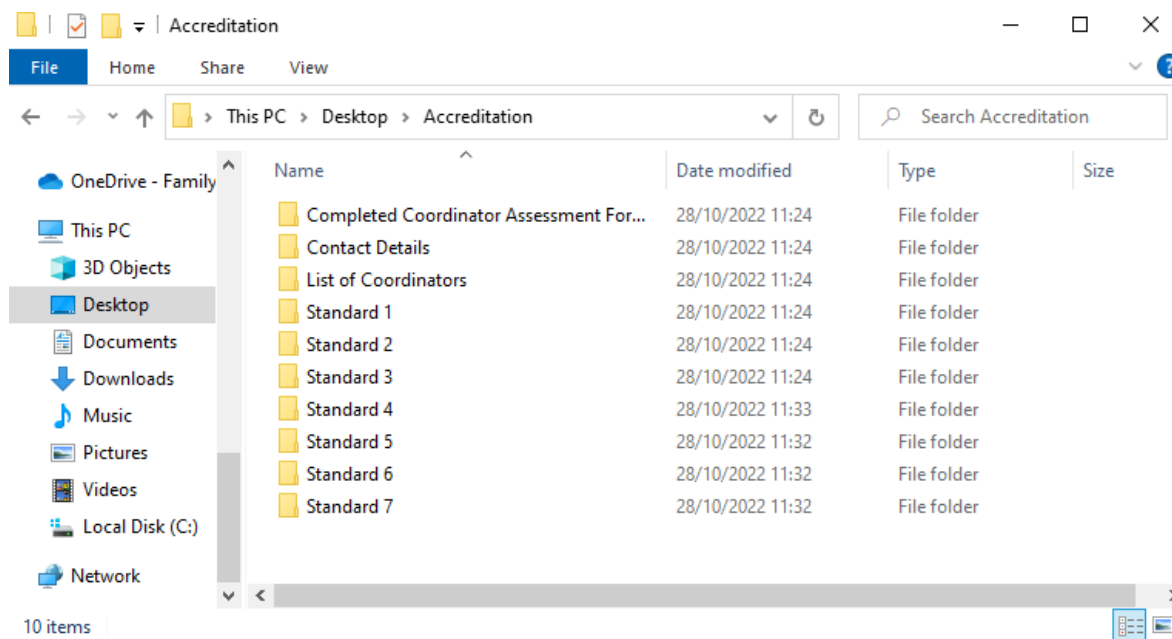 Accreditation
File Home Share View
This PC > Desktop > Accreditation Search Accreditation
Name Date modified Type Size
OneDrive - Family
This PC
3D Objects
Desktop
Documents
Downloads
Music
Pictures
Videos
Local Disk (C:)
Network
Completed Coordinator Assessment For... 28/10/2022 11:24 File folder
Contact Details 28/10/2022 11:24 File folder
List of Coordinators 28/10/2022 11:24 File folder
Standard 1 28/10/2022 11:24 File folder
Standard 2 28/10/2022 11:24 File folder
Standard 3 28/10/2022 11:24 File folder
Standard 4 28/10/2022 11:33 File folder
Standard 5 28/10/2022 11:32 File folder
Standard 6 28/10/2022 11:32 File folder
Standard 7 28/10/2022 11:32 File folder
10 items